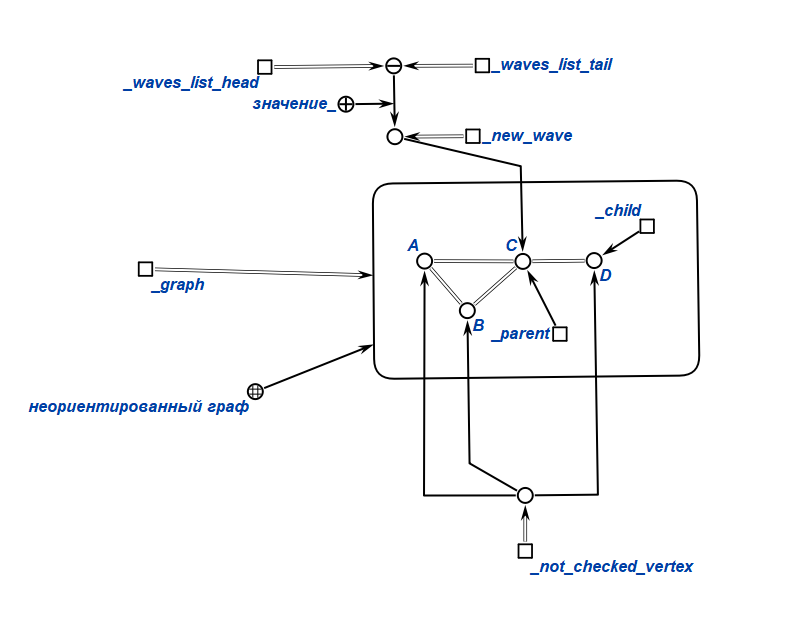 _waves_list_tail
_waves_list_head
значение_
_new_wave
_child
A
C
D
_graph
B
_parent
неориентированный граф
_not_checked_vertex